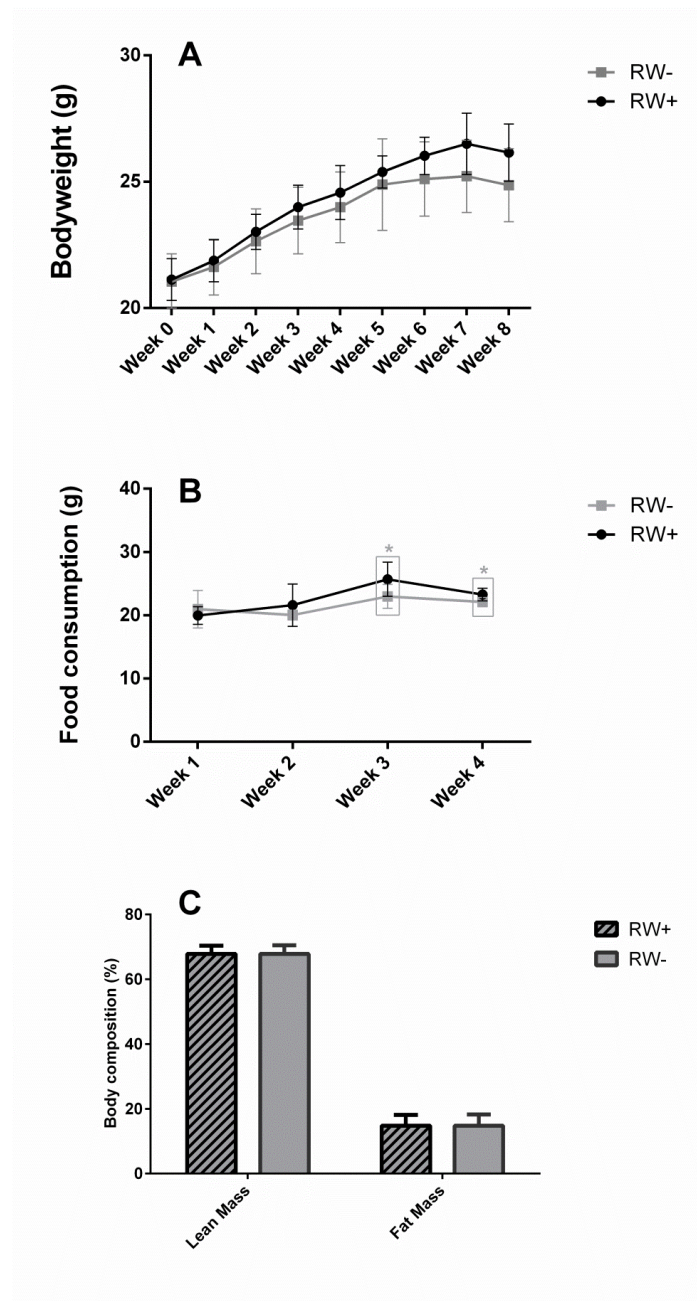 A
Bodyweight (g)
30
25
20
Week 0
Week 1
Week 2
Week 3
Week 4
Week 5
Week 6
Week 7
Week 8
RW-
RW+
B
Food consumption (g)
40
30
20
10
0
*
*
Week 1
Week 2
Week 3
Week 4
RW-
RW+
C
Body composition (%)
80
60
40
20
0
Lean Mass
Fat Mass
RW+
RW-